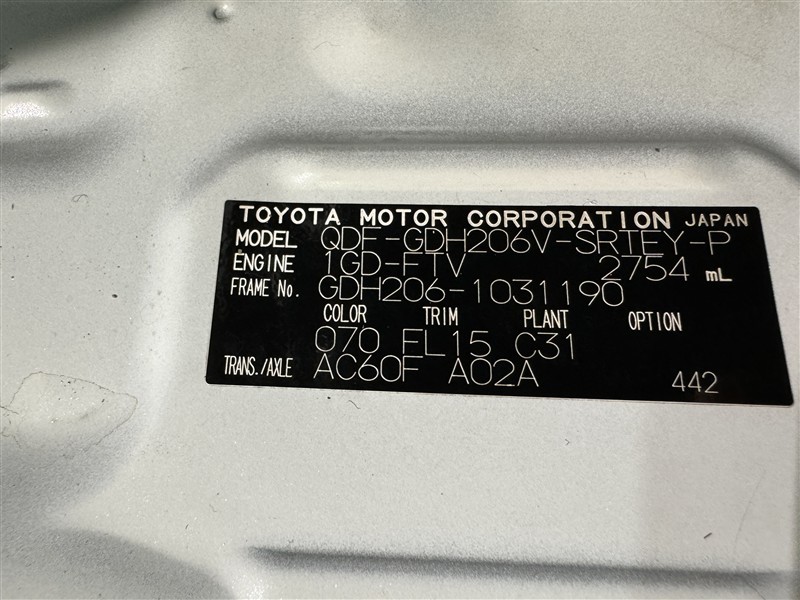 TOYOTA MOTOR CORPORATION JAPAN
MODEL QDF-GDH206V-SRTEY-P
ENGINE 1GD-FTV 2754 mL
FRAME No. GDH206-1031190
COLOR TRIM PLANT OPTION
070 FL15 C31
TRANS./AXLE AC60F A02A 442